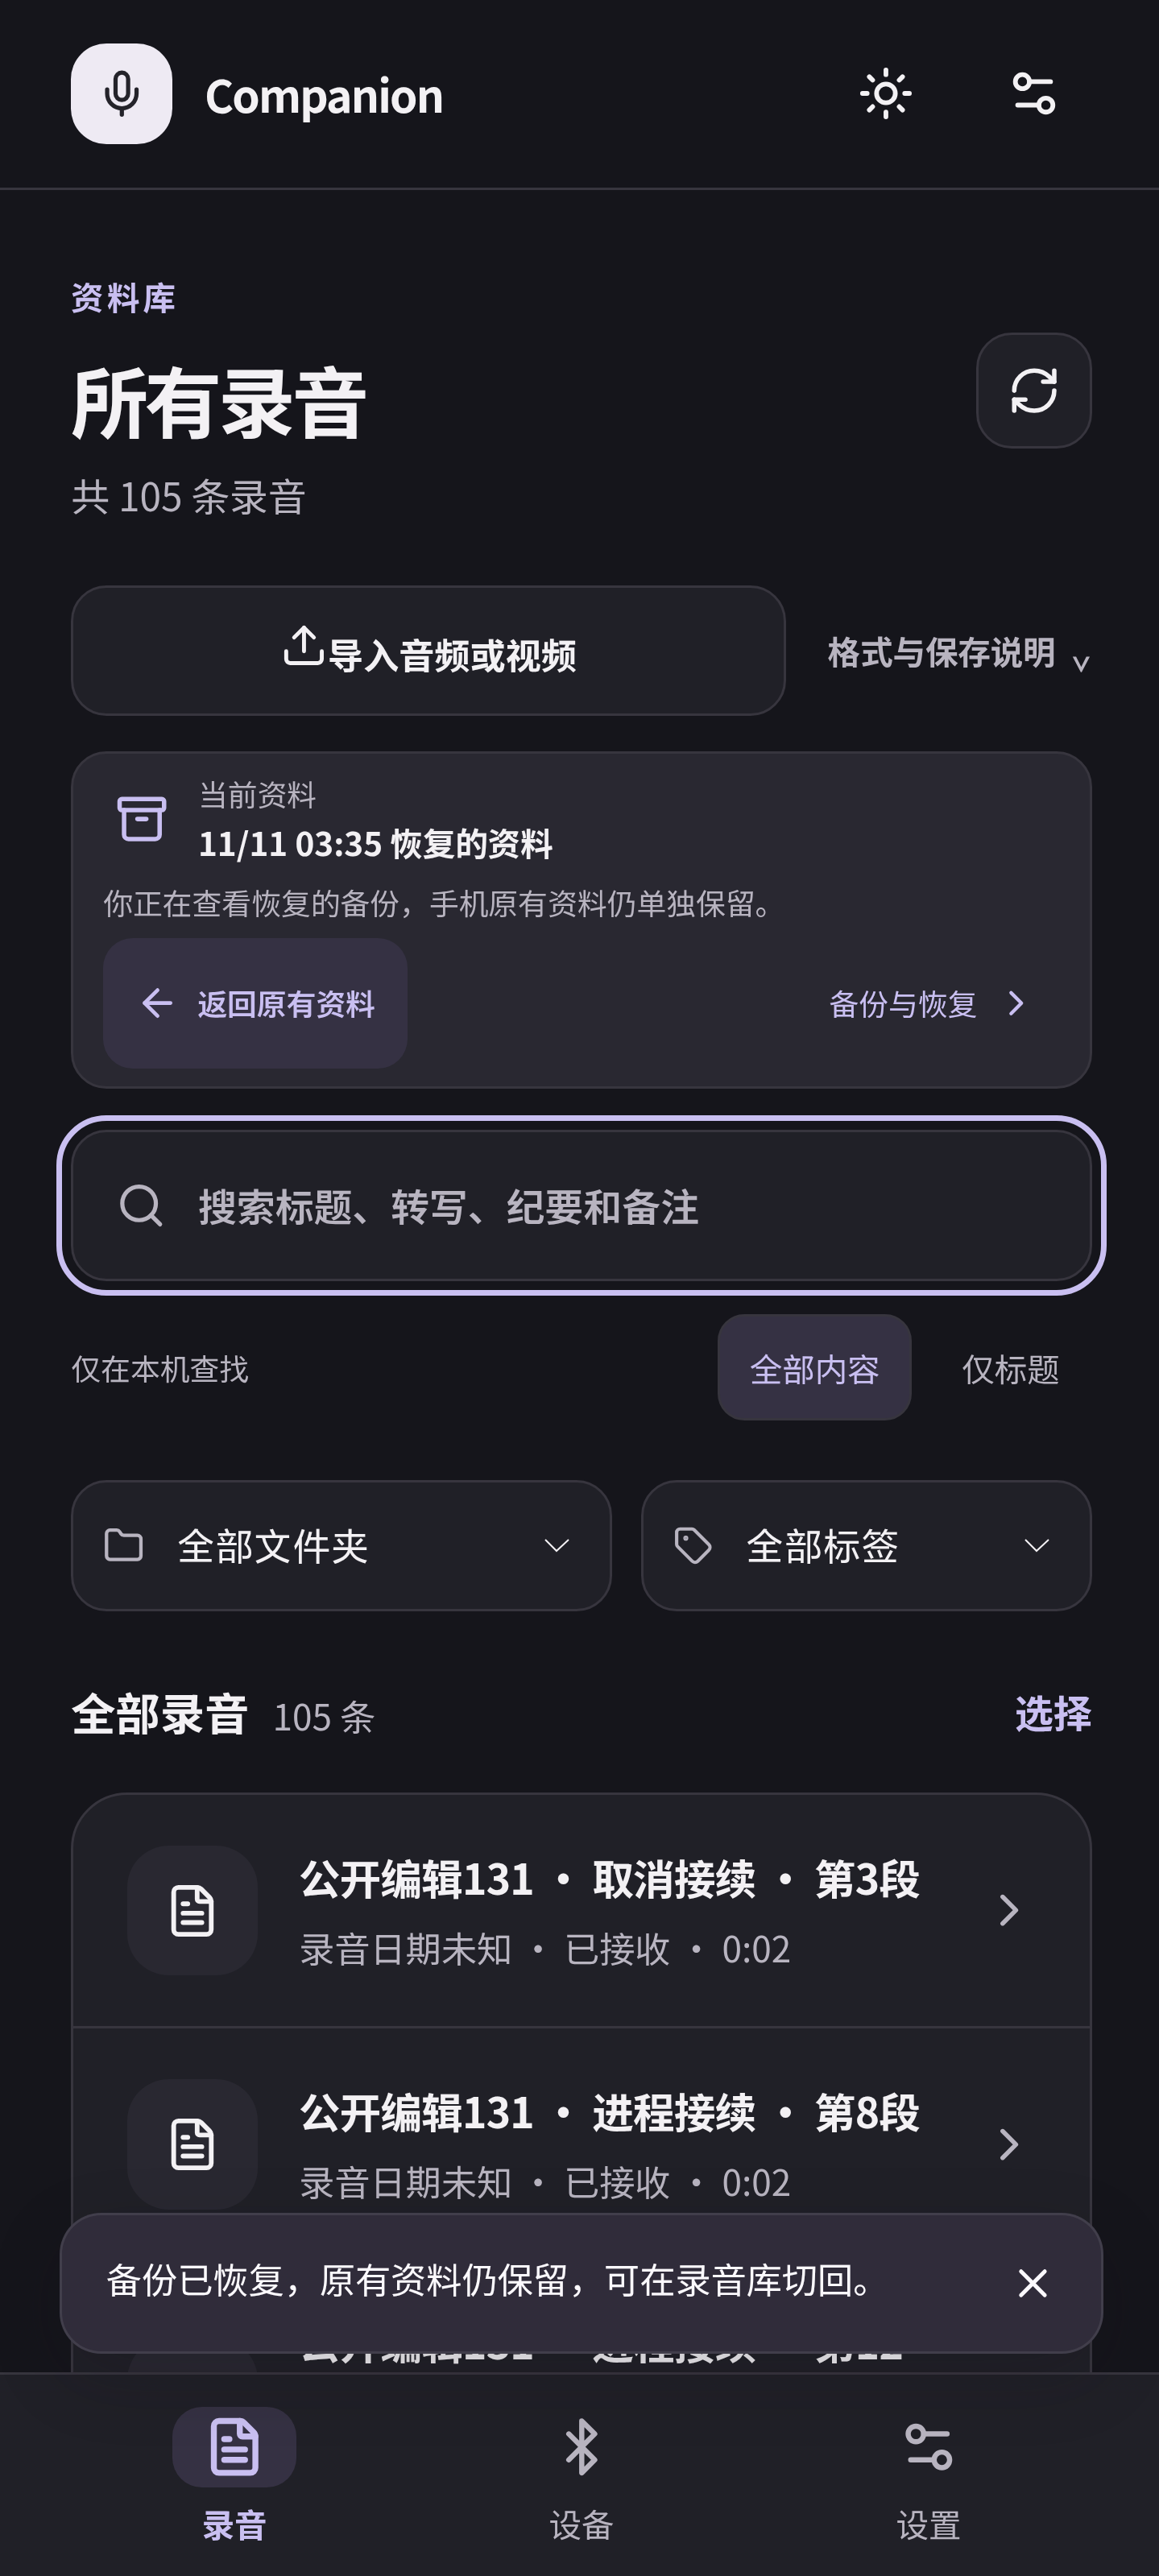 Companion
资料库
所有录音
共 105 条录音
导入音频或视频
格式与保存说明
当前资料
11/11 03:35 恢复的资料
你正在查看恢复的备份，手机原有资料仍单独保留。
返回原有资料
备份与恢复
搜索标题、转写、纪要和备注
仅在本机查找
全部内容
仅标题
全部文件夹
全部标签
全部录音 105 条
选择
公开编辑131 · 取消接续 · 第3段
录音日期未知 · 已接收 · 0:02
公开编辑131 · 进程接续 · 第8段
录音日期未知 · 已接收 · 0:02
备份已恢复，原有资料仍保留，可在录音库切回。
录音
设备
设置